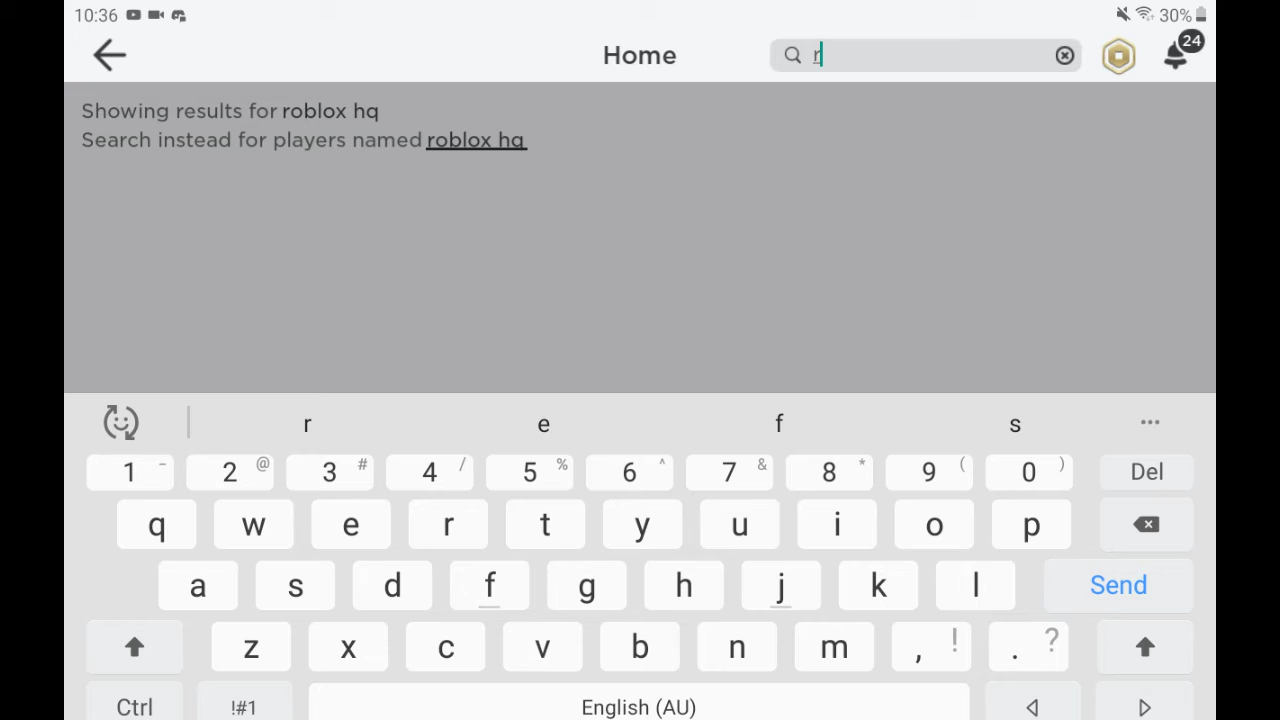 10:36 30%
Home r 24
Showing results for roblox hq
Search instead for players named roblox hq
r e f s ...
1 - 2 @ 3 # 4 / 5 % 6 ^ 7 & 8 * 9 ( 0 ) Del
q w e r t y u i o p
a s d f g h j k l Send
z x c v b n m , ! . ?
Ctrl !#1 English (AU)